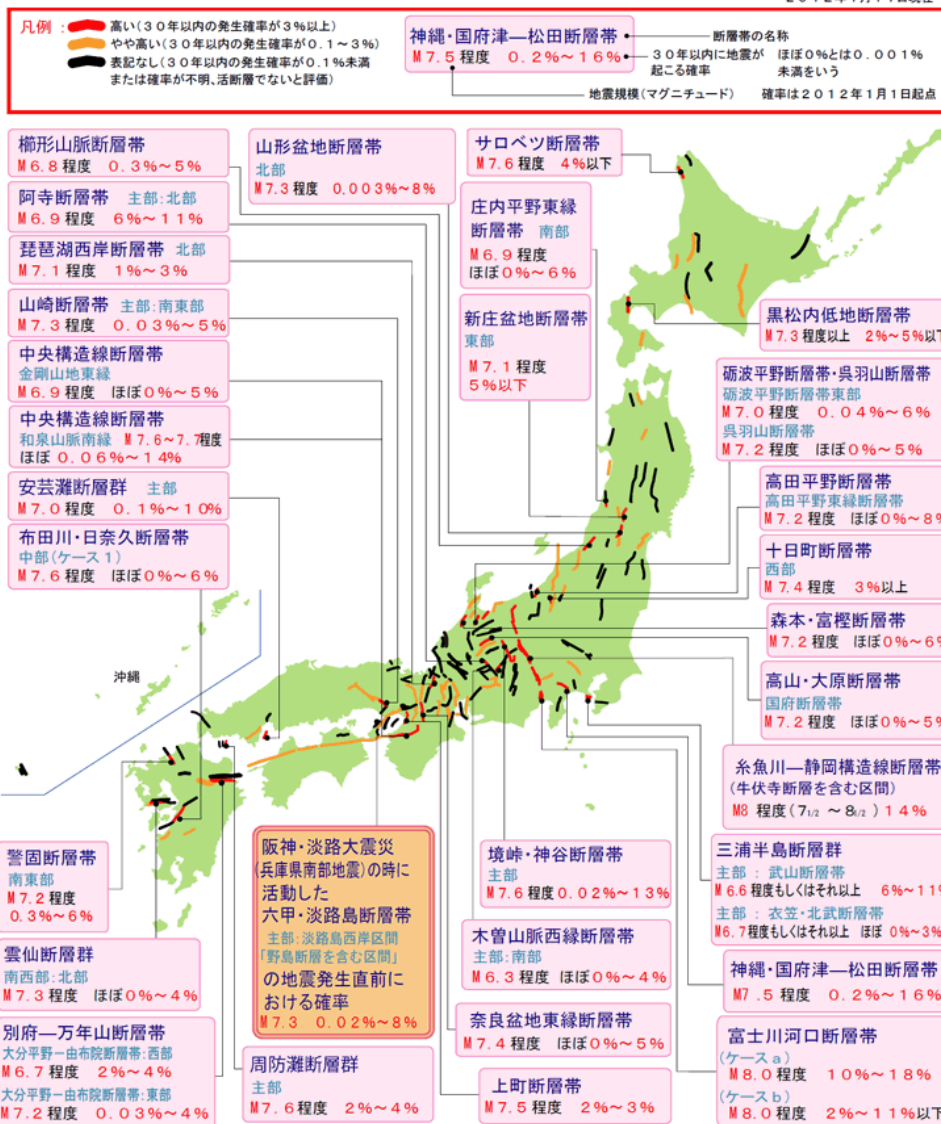 2012年1月11日現在
凡例：
高い（30年以内の発生確率が3％以上）
やや高い（30年以内の発生確率が0.1～3％）
表記なし（30年以内の発生確率が0.1％未満
または確率が不明、活断層でないと評価）
神縄・国府津―松田断層帯
M7.5 程度 0.2％～16％
断層帯の名称
30年以内に地震が
起こる確率
ほぼ0％とは0.001％
未満をいう
地震規模（マグニチュード）
確率は2012年1月1日起点
櫛形山脈断層帯
M6.8 程度 0.3％～5％
阿寺断層帯 主部：北部
M6.9 程度 6％～11％
琵琶湖西岸断層帯 北部
M7.1 程度 1％～3％
山崎断層帯 主部：南東部
M7.3 程度 0.03％～5％
中央構造線断層帯
金剛山地東縁
M6.9 程度 ほぼ0％～5％
中央構造線断層帯
和泉山脈南縁 M7.6～7.7程度
ほぼ 0.06％～14％
安芸灘断層群 主部
M7.0 程度 0.1％～10％
布田川・日奈久断層帯
中部（ケース1）
M7.6 程度 ほぼ0％～6％
山形盆地断層帯
北部
M7.3 程度 0.003％～8％
サロベツ断層帯
M7.6 程度 4％以下
庄内平野東縁
断層帯 南部
M6.9 程度
ほぼ0％～6％
新庄盆地断層帯
東部
M7.1 程度
5％以下
黒松内低地断層帯
M7.3 程度以上 2％～5％以下
砺波平野断層帯・呉羽山断層帯
砺波平野断層帯東部
M7.0 程度 0.04％～6％
呉羽山断層帯
M7.2 程度 ほぼ0％～5％
高田平野断層帯
高田平野東縁断層帯
M7.2 程度 ほぼ0％～8％
十日町断層帯
西部
M7.4 程度 3％以上
森本・富樫断層帯
M7.2 程度 ほぼ0％～6％
高山・大原断層帯
国府断層帯
M7.2 程度 ほぼ0％～5％
糸魚川―静岡構造線断層帯
（牛伏寺断層を含む区間）
M8 程度（7 1/2 ～ 8 1/2）14％
三浦半島断層群
主部：武山断層帯
M6.6 程度もしくはそれ以上 6％～11％
主部：衣笠・北武断層帯
M6.7 程度もしくはそれ以上 ほぼ 0％～3％
神縄・国府津―松田断層帯
M7.5 程度 0.2％～16％
富士川河口断層帯
（ケースa）
M8.0 程度 10％～18％
（ケースb）
M8.0 程度 2％～11％以下
沖縄
警固断層帯
南東部
M7.2 程度
0.3％～6％
雲仙断層群
南西部：北部
M7.3 程度 ほぼ0％～4％
別府―万年山断層帯
大分平野－由布院断層帯：西部
M6.7 程度 2％～4％
大分平野－由布院断層帯：東部
M7.2 程度 0.03％～4％
阪神・淡路大震災
（兵庫県南部地震）の時に
活動した
六甲・淡路島断層帯
主部：淡路島西岸区間
「野島断層を含む区間」
の地震発生直前に
おける確率
M7.3 0.02％～8％
周防灘断層群
主部
M7.6 程度 2％～4％
境峠・神谷断層帯
主部
M7.6 程度 0.02％～13％
木曽山脈西縁断層帯
主部：南部
M6.3 程度 ほぼ0％～4％
奈良盆地東縁断層帯
M7.4 程度 ほぼ0％～5％
上町断層帯
M7.5 程度 2％～3％